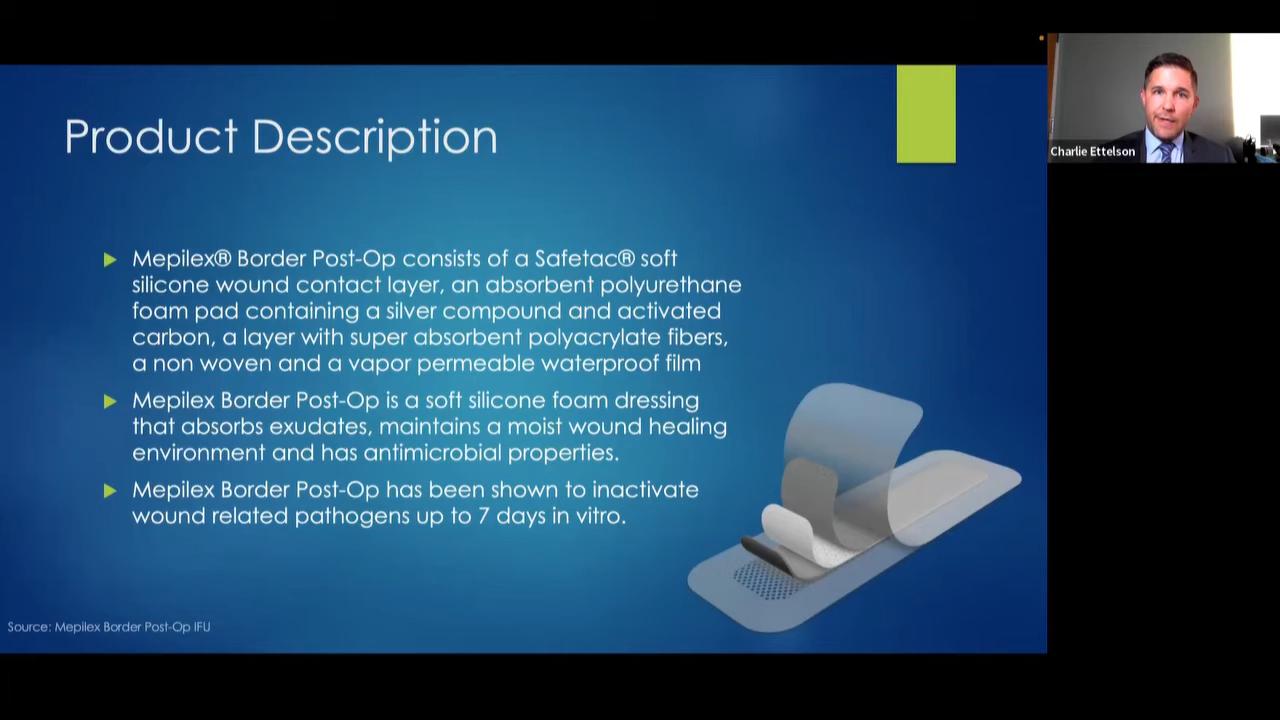 Product Description
Mepilex® Border Post-Op consists of a Safetac® soft
silicone wound contact layer, an absorbent polyurethane
foam pad containing a silver compound and activated
carbon, a layer with super absorbent polyacrylate fibers,
a non woven and a vapor permeable waterproof film
Mepilex Border Post-Op is a soft silicone foam dressing
that absorbs exudates, maintains a moist wound healing
environment and has antimicrobial properties.
Mepilex Border Post-Op has been shown to inactivate
wound related pathogens up to 7 days in vitro.
Source: Mepilex Border Post-Op IFU
Charlie Ettelson